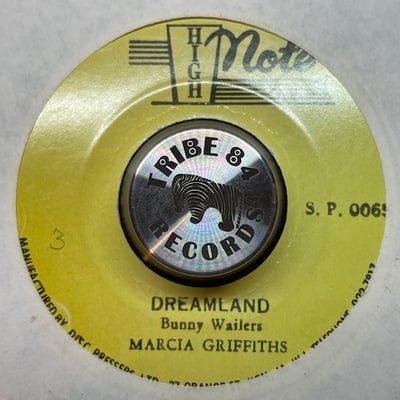 HIGH
Note
TRIBE 84
RECORDS
S. P. 0065
3
DREAMLAND
Bunny Wailers
MARCIA GRIFFITHS
MANUFACTURED BY DISC PRESSERS LTD